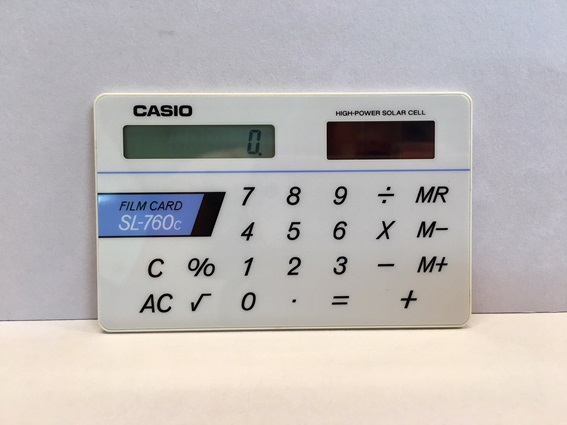 CASIO
HIGH-POWER SOLAR CELL
0.
FILM CARD
SL-760C
7 8 9 ÷ MR
4 5 6 X M−
C % 1 2 3 − M+
AC √ 0 · = +